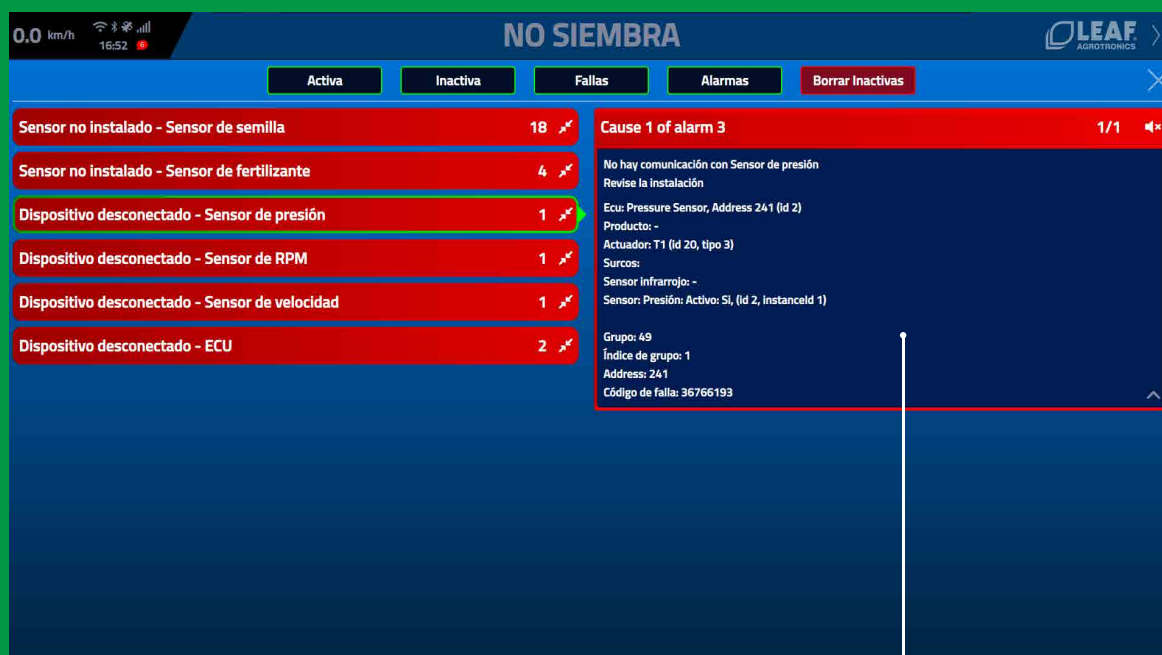 0.0 km/h
16:52 6
NO SIEMBRA
LEAF
AGROTRONICS
Activa
Inactiva
Fallas
Alarmas
Borrar Inactivas
Sensor no instalado - Sensor de semilla 18
Sensor no instalado - Sensor de fertilizante 4
Dispositivo desconectado - Sensor de presión 1
Dispositivo desconectado - Sensor de RPM 1
Dispositivo desconectado - Sensor de velocidad 1
Dispositivo desconectado - ECU 2
Cause 1 of alarm 3 1/1
No hay comunicación con Sensor de presión
Revise la instalación
Ecu: Pressure Sensor, Address 241 (id 2)
Producto: -
Actuador: T1 (id 20, tipo 3)
Surcos:
Sensor infrarrojo: -
Sensor: Presión: Activo: Si, (id 2, instanceId 1)
Grupo: 49
Índice de grupo: 1
Address: 241
Código de falla: 36766193